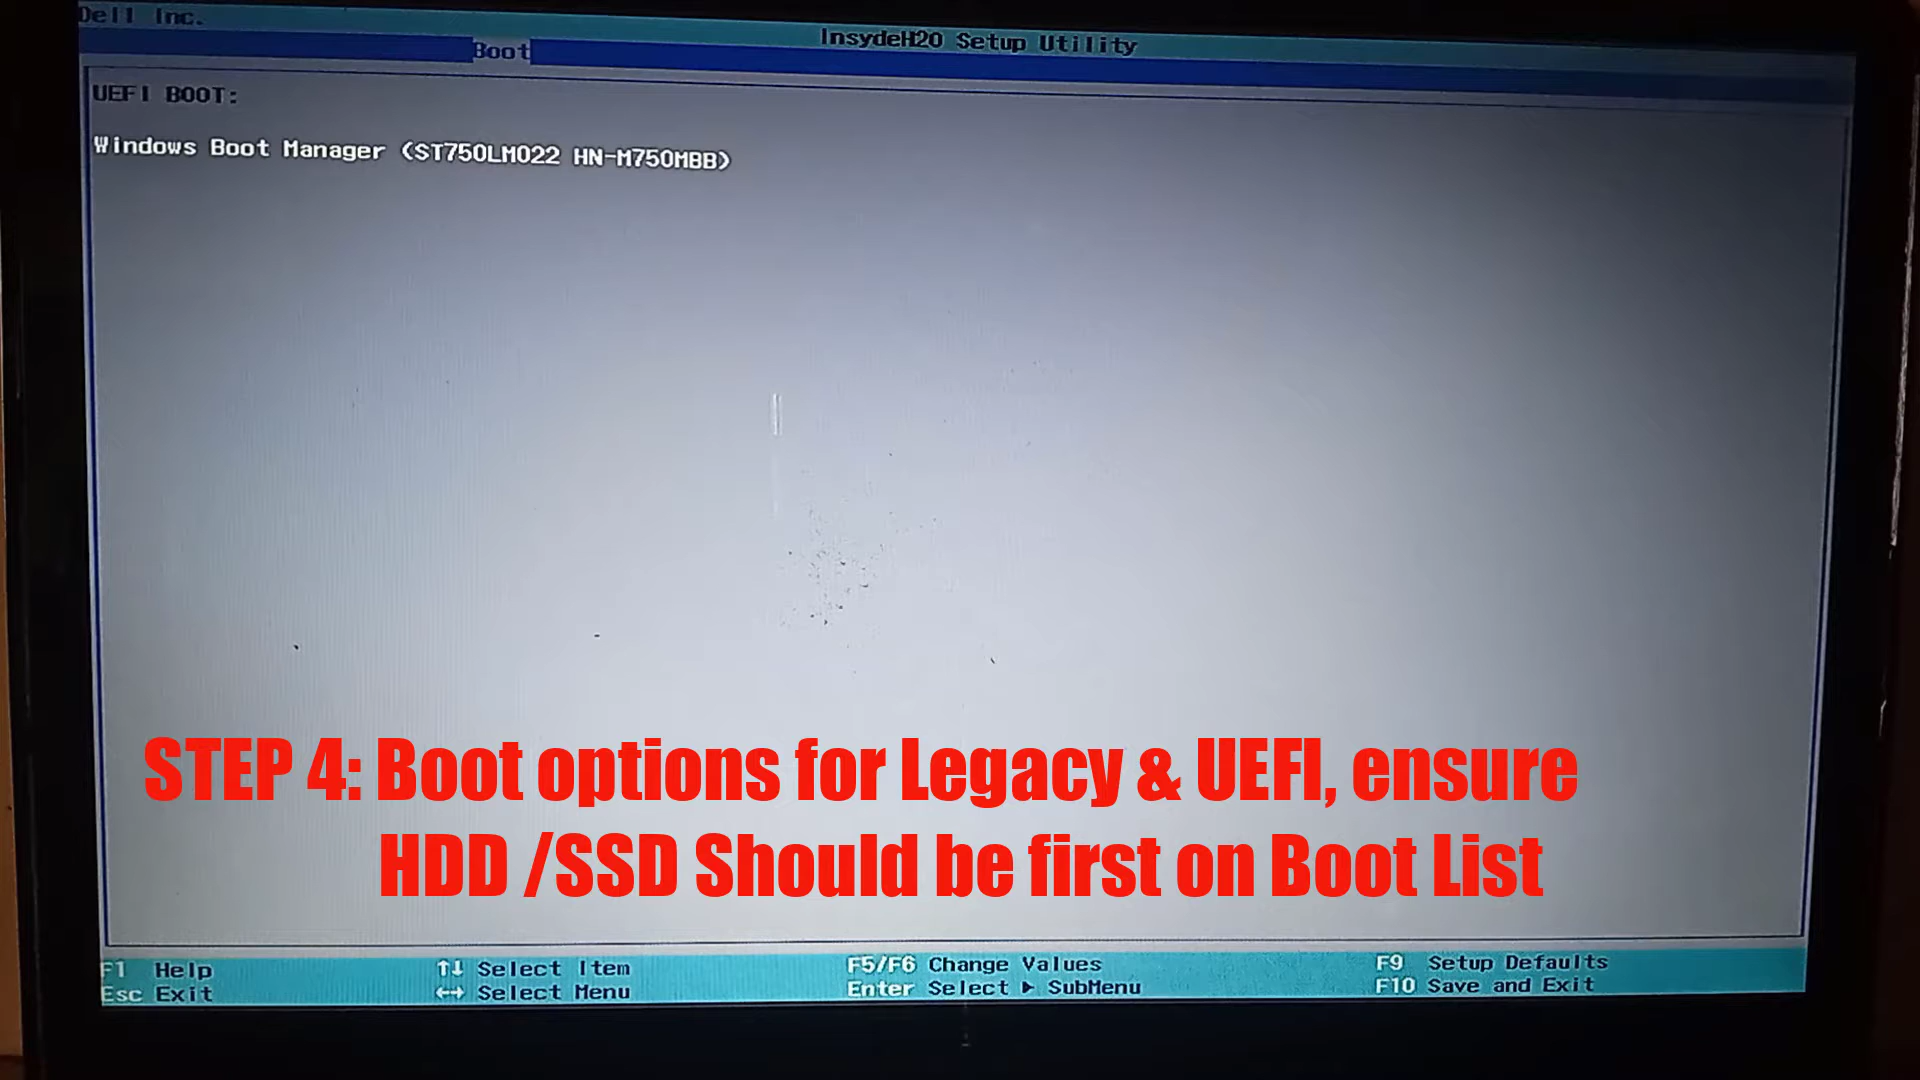 Dell Inc.
InsydeH20 Setup Utility
Boot
UEFI BOOT:
Windows Boot Manager (ST750LM022 HN-M750MBB)
STEP 4: Boot options for Legacy & UEFI, ensure
HDD /SSD Should be first on Boot List
F1 Help ↑↓ Select Item F5/F6 Change Values F9 Setup Defaults
Esc Exit ←→ Select Menu Enter Select ▶ SubMenu F10 Save and Exit